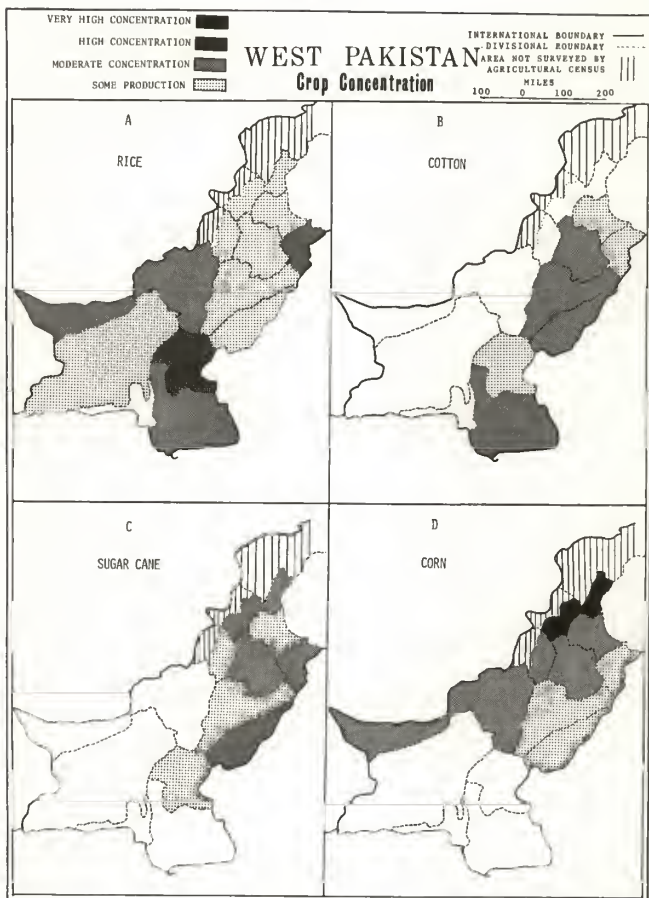 VERY HIGH CONCENTRATION
HIGH CONCENTRATION
MODERATE CONCENTRATION
SOME PRODUCTION
WEST PAKISTAN
Crop Concentration
INTERNATIONAL BOUNDARY
DIVISIONAL BOUNDARY
AREA NOT SURVEYED BY
AGRICULTURAL CENSUS
MILES
100 0 100 200
A
RICE
B
COTTON
C
SUGAR CANE
D
CORN